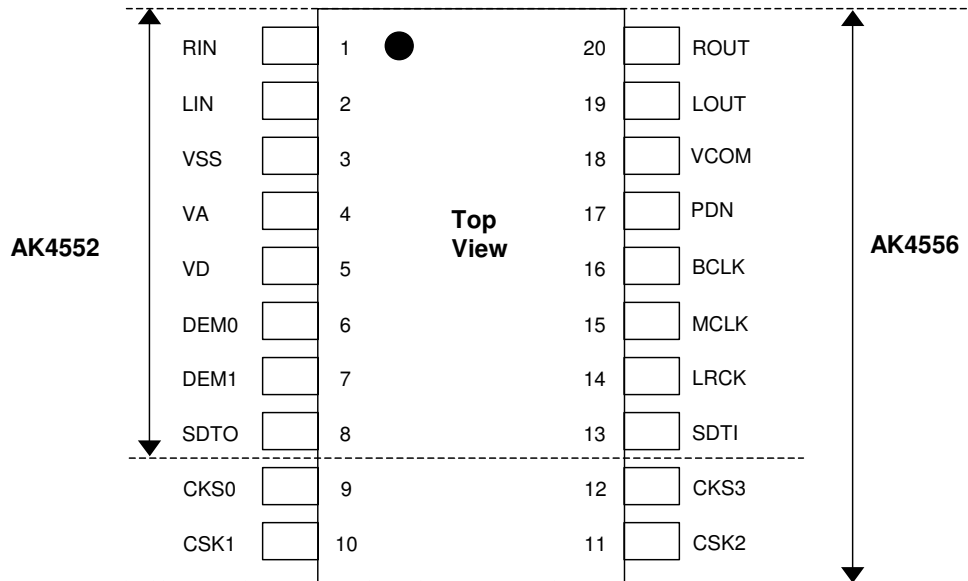 RIN 1 20 ROUT
LIN 2 19 LOUT
VSS 3 18 VCOM
VA 4 Top View 17 PDN
AK4552 AK4556
VD 5 16 BCLK
DEM0 6 15 MCLK
DEM1 7 14 LRCK
SDTO 8 13 SDTI
CKS0 9 12 CKS3
CSK1 10 11 CSK2